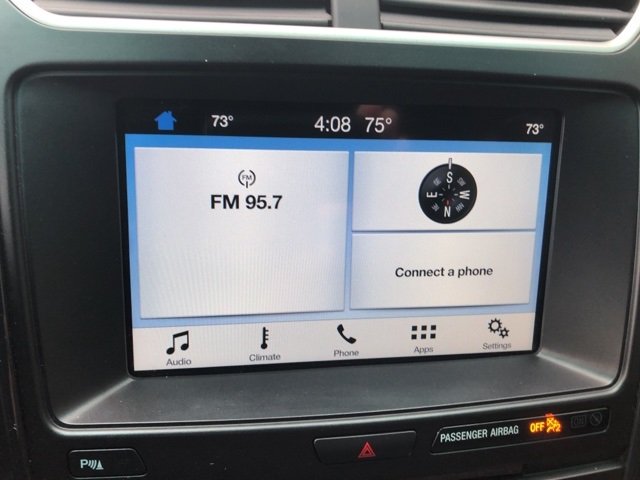 73° 4:08 75° 73°
FM
FM 95.7
S
E W
N
Connect a phone
Audio Climate Phone Apps Settings
PASSENGER AIRBAG OFF
P